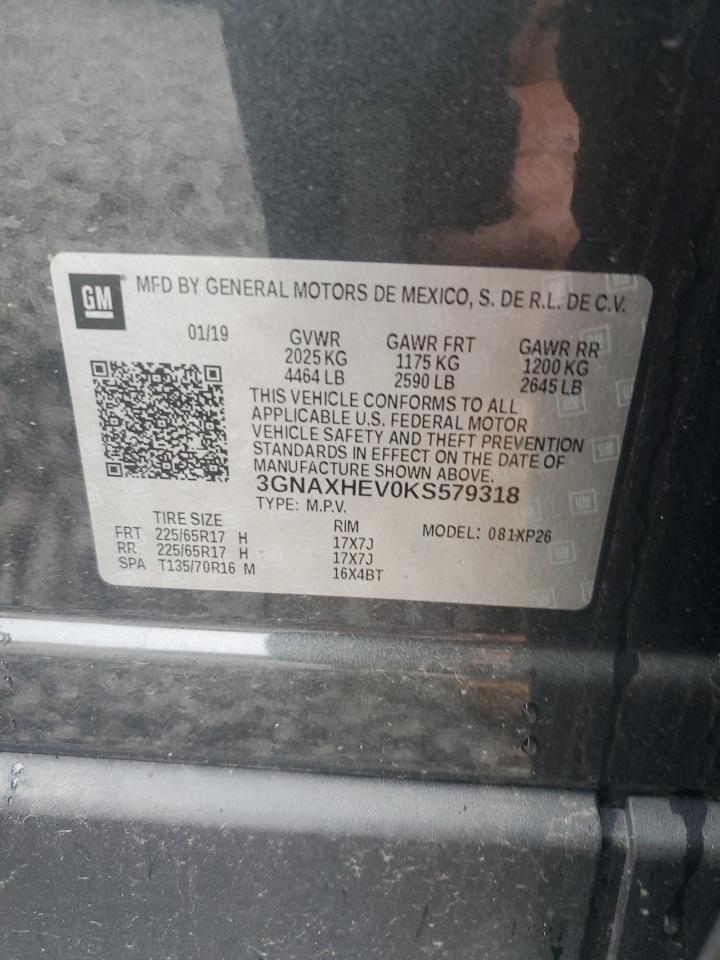 GM
MFD BY GENERAL MOTORS DE MEXICO, S. DE R.L. DE C.V.
01/19 GVWR GAWR FRT GAWR RR
2025 KG 1175 KG 1200 KG
4464 LB 2590 LB 2645 LB
THIS VEHICLE CONFORMS TO ALL
APPLICABLE U.S. FEDERAL MOTOR
VEHICLE SAFETY AND THEFT PREVENTION
STANDARDS IN EFFECT ON THE DATE OF
MANUFACTURE SHOWN ABOVE.
3GNAXHEV0KS579318
TYPE: M.P.V.
TIRE SIZE RIM MODEL: 081XP26
FRT 225/65R17 H 17X7J
RR 225/65R17 H 17X7J
SPA T135/70R16 M 16X4BT